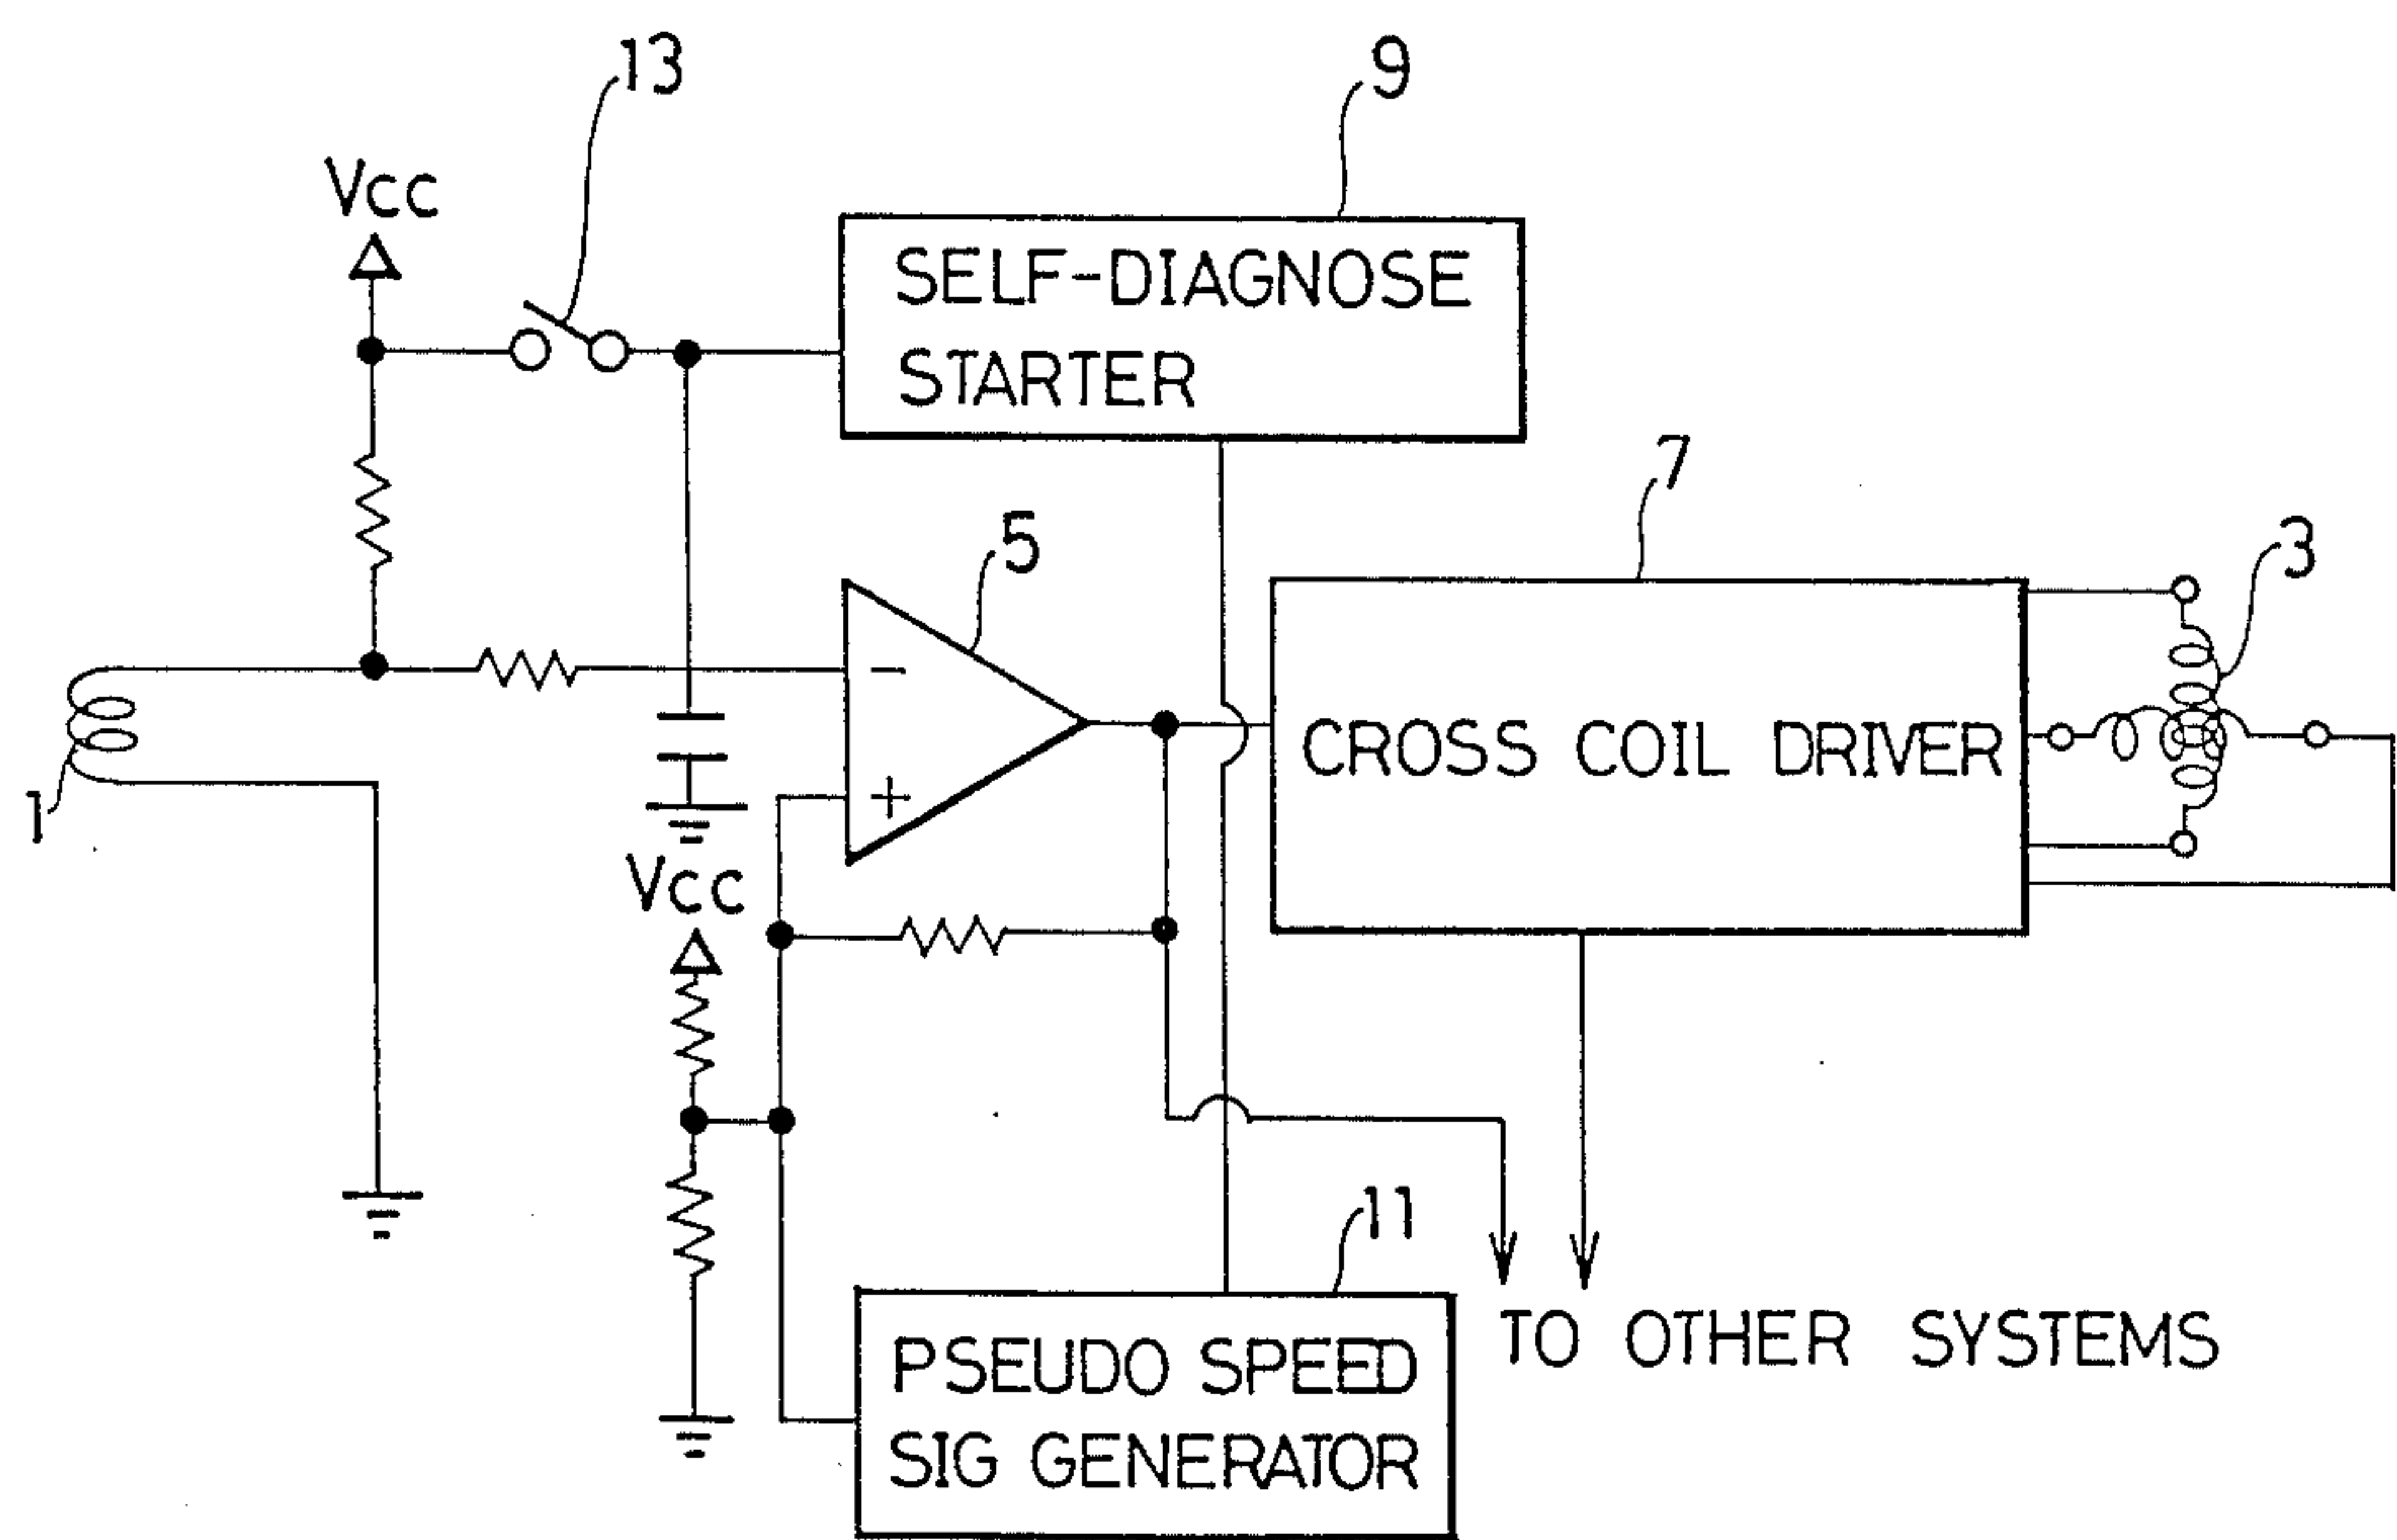 13
9
Vcc
SELF-DIAGNOSE
STARTER
7
5
3
-
CROSS COIL DRIVER
1
+
Vcc
11
TO OTHER SYSTEMS
PSEUDO SPEED
SIG GENERATOR